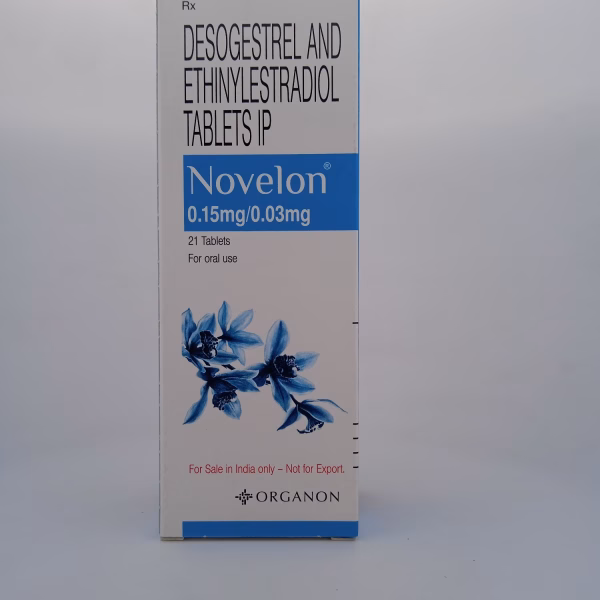 Rx
DESOGESTREL AND
ETHINYLESTRADIOL
TABLETS IP
Novelon®
0.15mg/0.03mg
21 Tablets
For oral use
For Sale in India only – Not for Export.
ORGANON